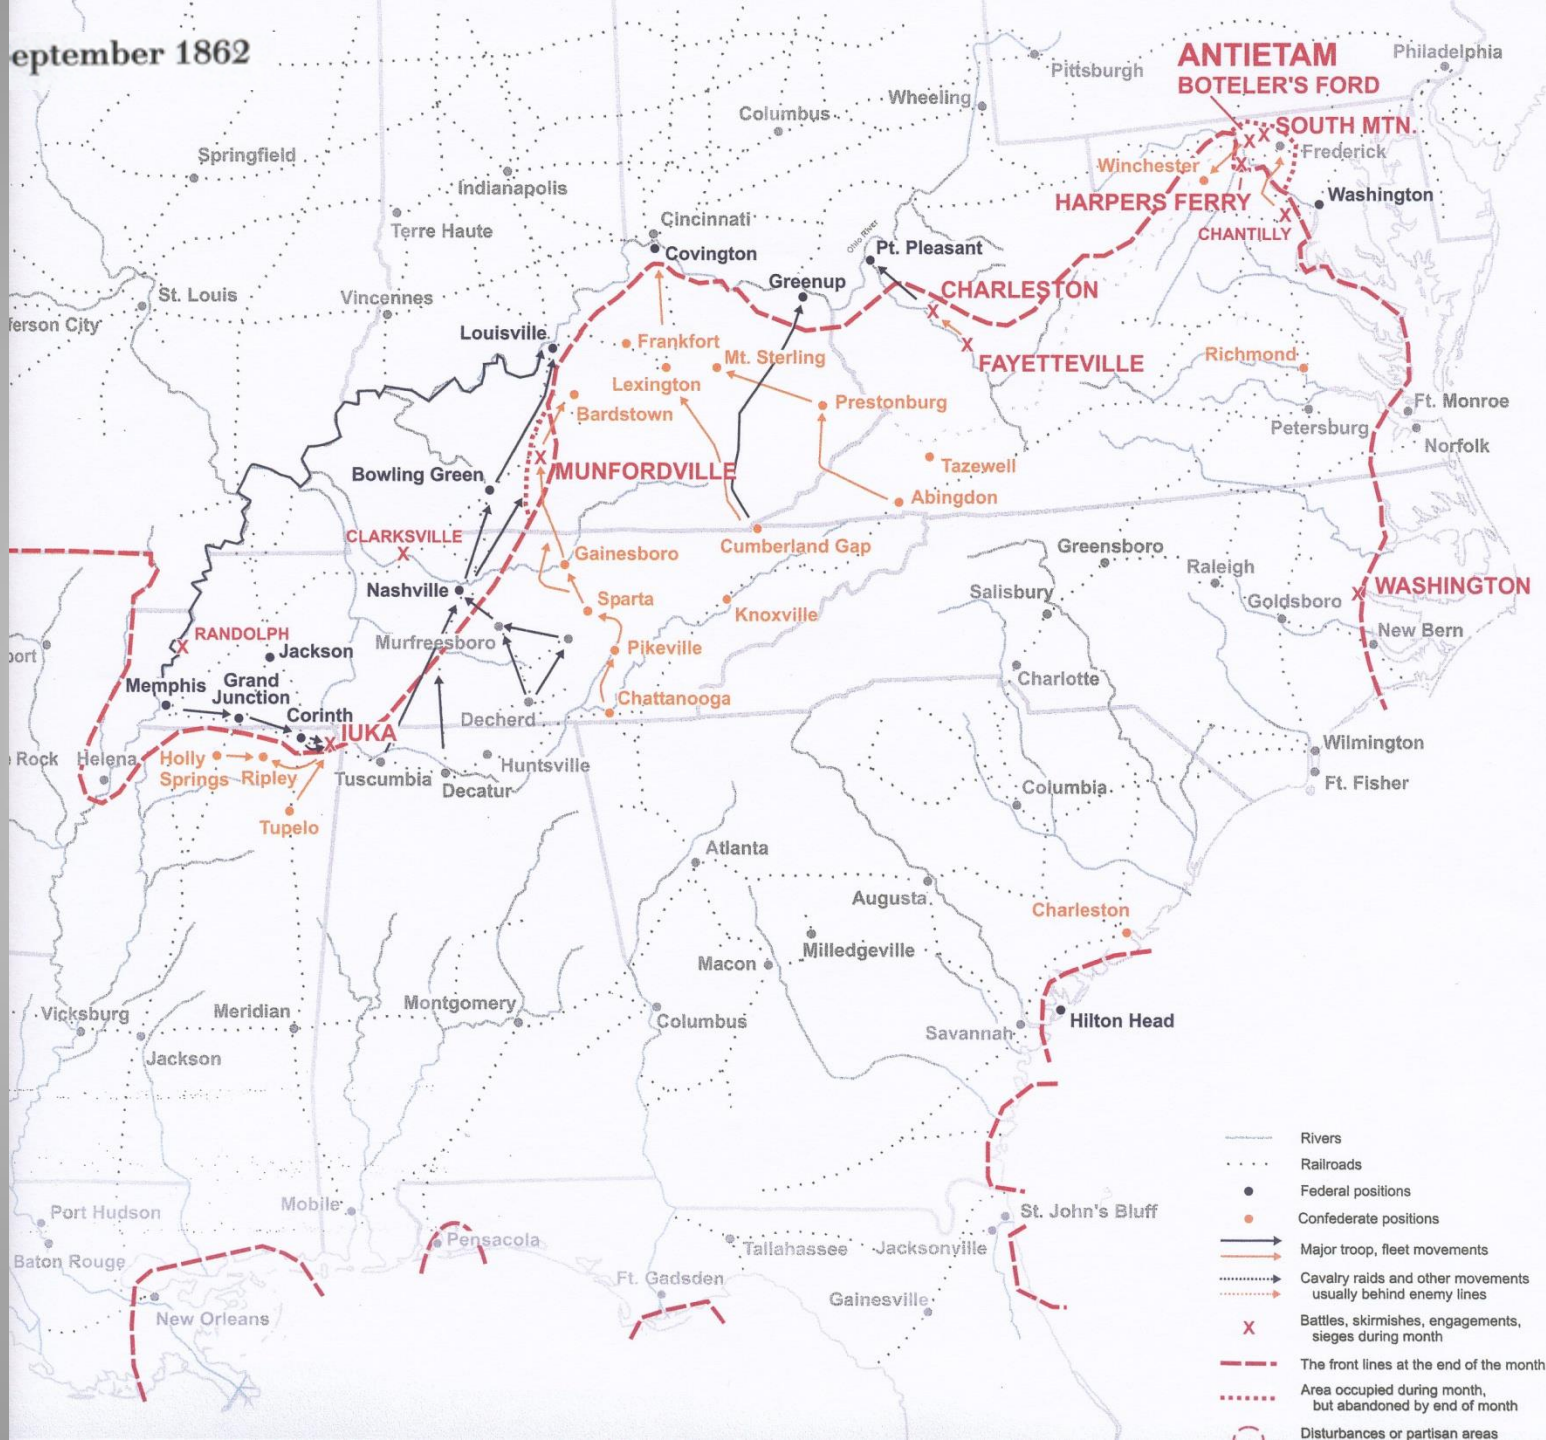 eptember 1862
ANTIETAM
BOTELER'S FORD
Philadelphia
Pittsburgh
Wheeling
Columbus
SOUTH MTN.
Frederick
Winchester
Springfield
Indianapolis
Washington
HARPERS FERRY
CHANTILLY
Terre Haute
Cincinnati
Covington
Ohio River
Pt. Pleasant
Greenup
CHARLESTON
St. Louis
Vincennes
ferson City
Louisville
Frankfort
Mt. Sterling
FAYETTEVILLE
Richmond
Lexington
Bardstown
Prestonburg
Ft. Monroe
Petersburg
Norfolk
Bowling Green
MUNFORDVILLE
Tazewell
Abingdon
CLARKSVILLE
Gainesboro
Cumberland Gap
Greensboro
Raleigh
Nashville
Sparta
Knoxville
Salisbury
Goldsboro
WASHINGTON
RANDOLPH
Murfreesboro
New Bern
port
Jackson
Pikeville
Memphis
Grand
Junction
Charlotte
Chattanooga
Corinth
IUKA
Decherd
Wilmington
Rock
Helena
Holly
Springs
Ripley
Tuscumbia
Huntsville
Decatur
Columbia
Ft. Fisher
Tupelo
Atlanta
Augusta
Charleston
Milledgeville
Macon
Vicksburg
Meridian
Montgomery
Columbus
Savannah
Hilton Head
Jackson
Port Hudson
Mobile
Pensacola
St. John's Bluff
Baton Rouge
Tallahassee
Jacksonville
Ft. Gadsden
Gainesville
New Orleans
Rivers
Railroads
Federal positions
Confederate positions
Major troop, fleet movements
Cavalry raids and other movements
usually behind enemy lines
X
Battles, skirmishes, engagements,
sieges during month
The front lines at the end of the month
Area occupied during month,
but abandoned by end of month
Disturbances or partisan areas